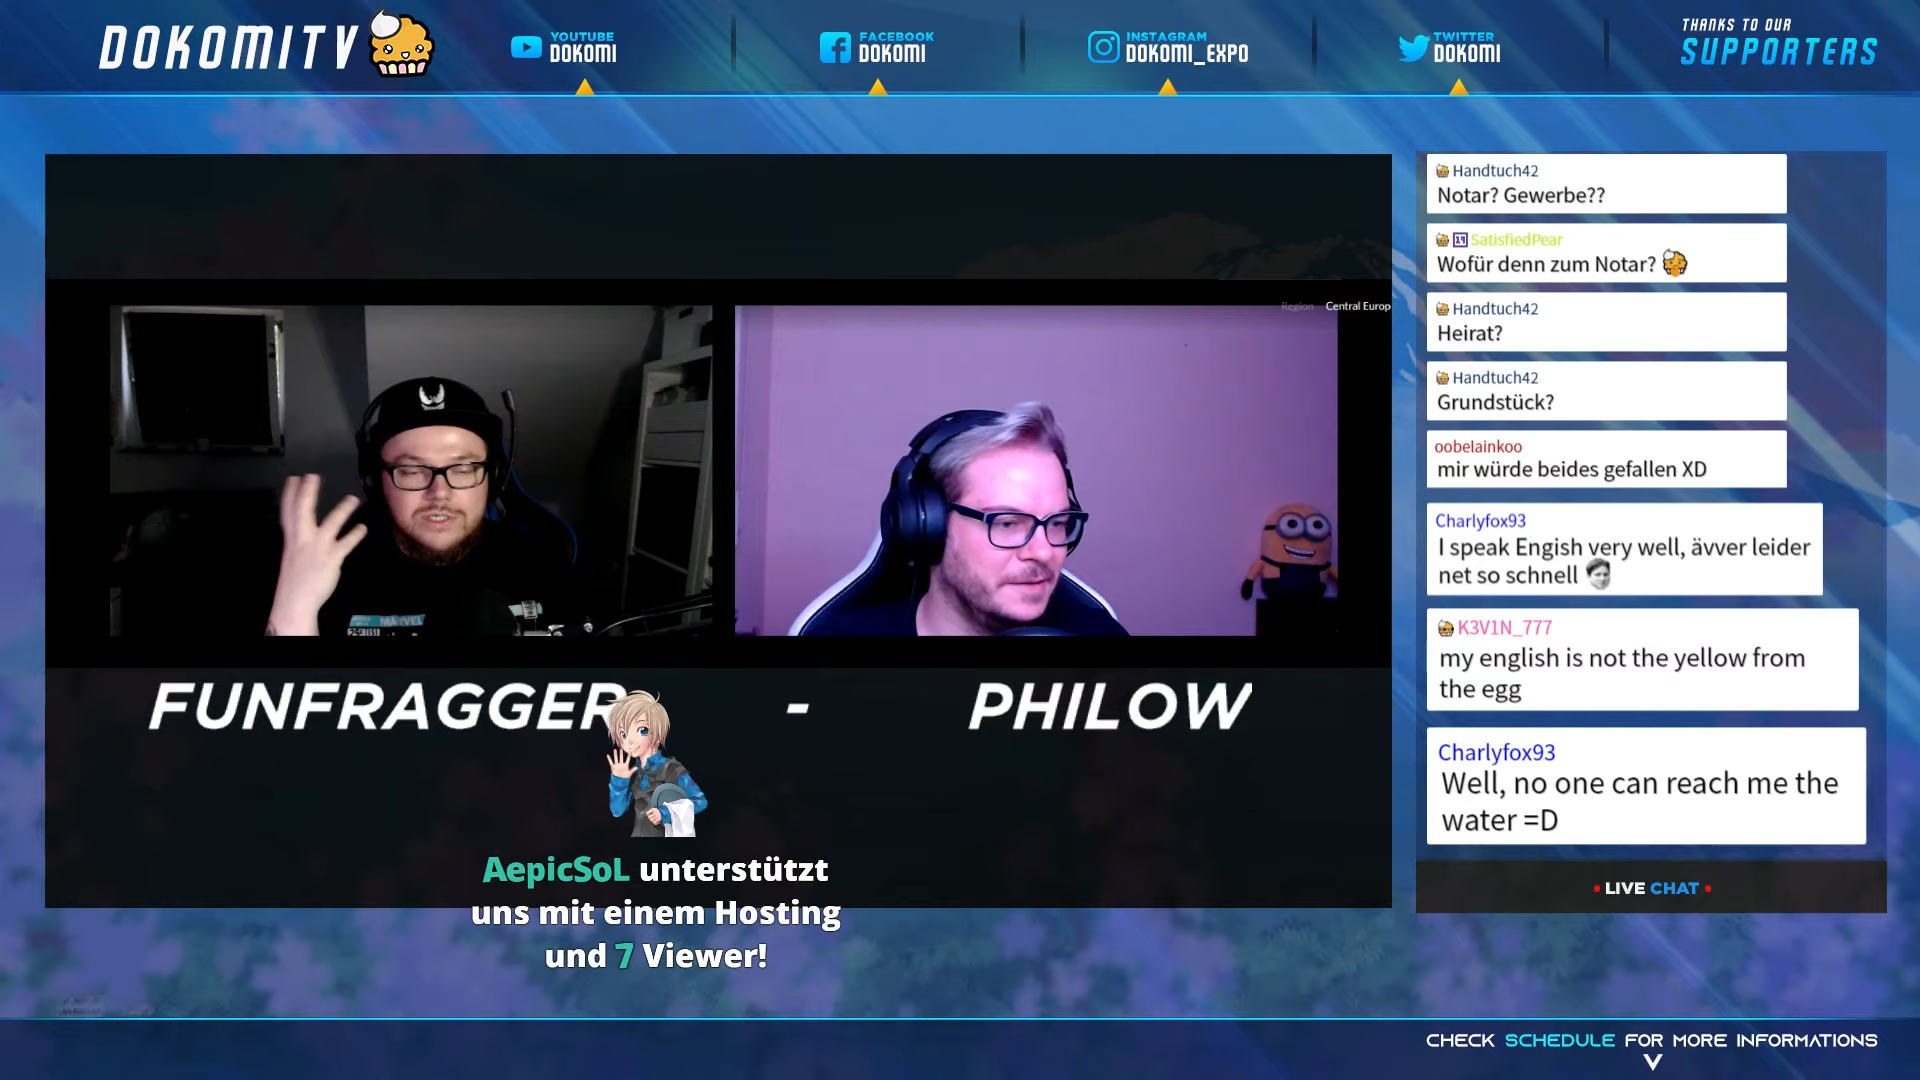 DOKOMITV
YOUTUBE
DOKOMI
FACEBOOK
DOKOMI
INSTAGRAM
DOKOMI_EXPO
TWITTER
DOKOMI
THANKS TO OUR
SUPPORTERS
Region Central Europ
MARVEL
FUNFRAGGER - PHILOW
AepicSoL unterstützt
uns mit einem Hosting
und 7 Viewer!
Handtuch42
Notar? Gewerbe??
SatisfiedPear
Wofür denn zum Notar?
Handtuch42
Heirat?
Handtuch42
Grundstück?
oobelainkoo
mir würde beides gefallen XD
Charlyfox93
I speak Engish very well, ävver leider
net so schnell
K3V1N_777
my english is not the yellow from
the egg
Charlyfox93
Well, no one can reach me the
water =D
• LIVE CHAT •
CHECK SCHEDULE FOR MORE INFORMATIONS